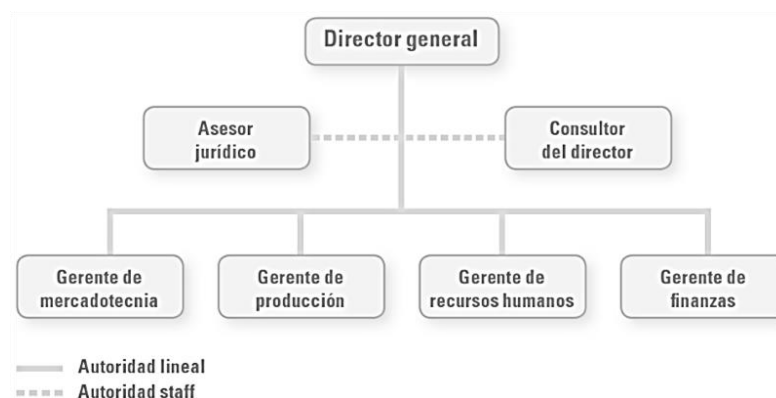 Director general
Asesor
jurídico
Consultor
del director
Gerente de
mercadotecnia
Gerente de
producción
Gerente de
recursos humanos
Gerente de
finanzas
Autoridad lineal
Autoridad staff